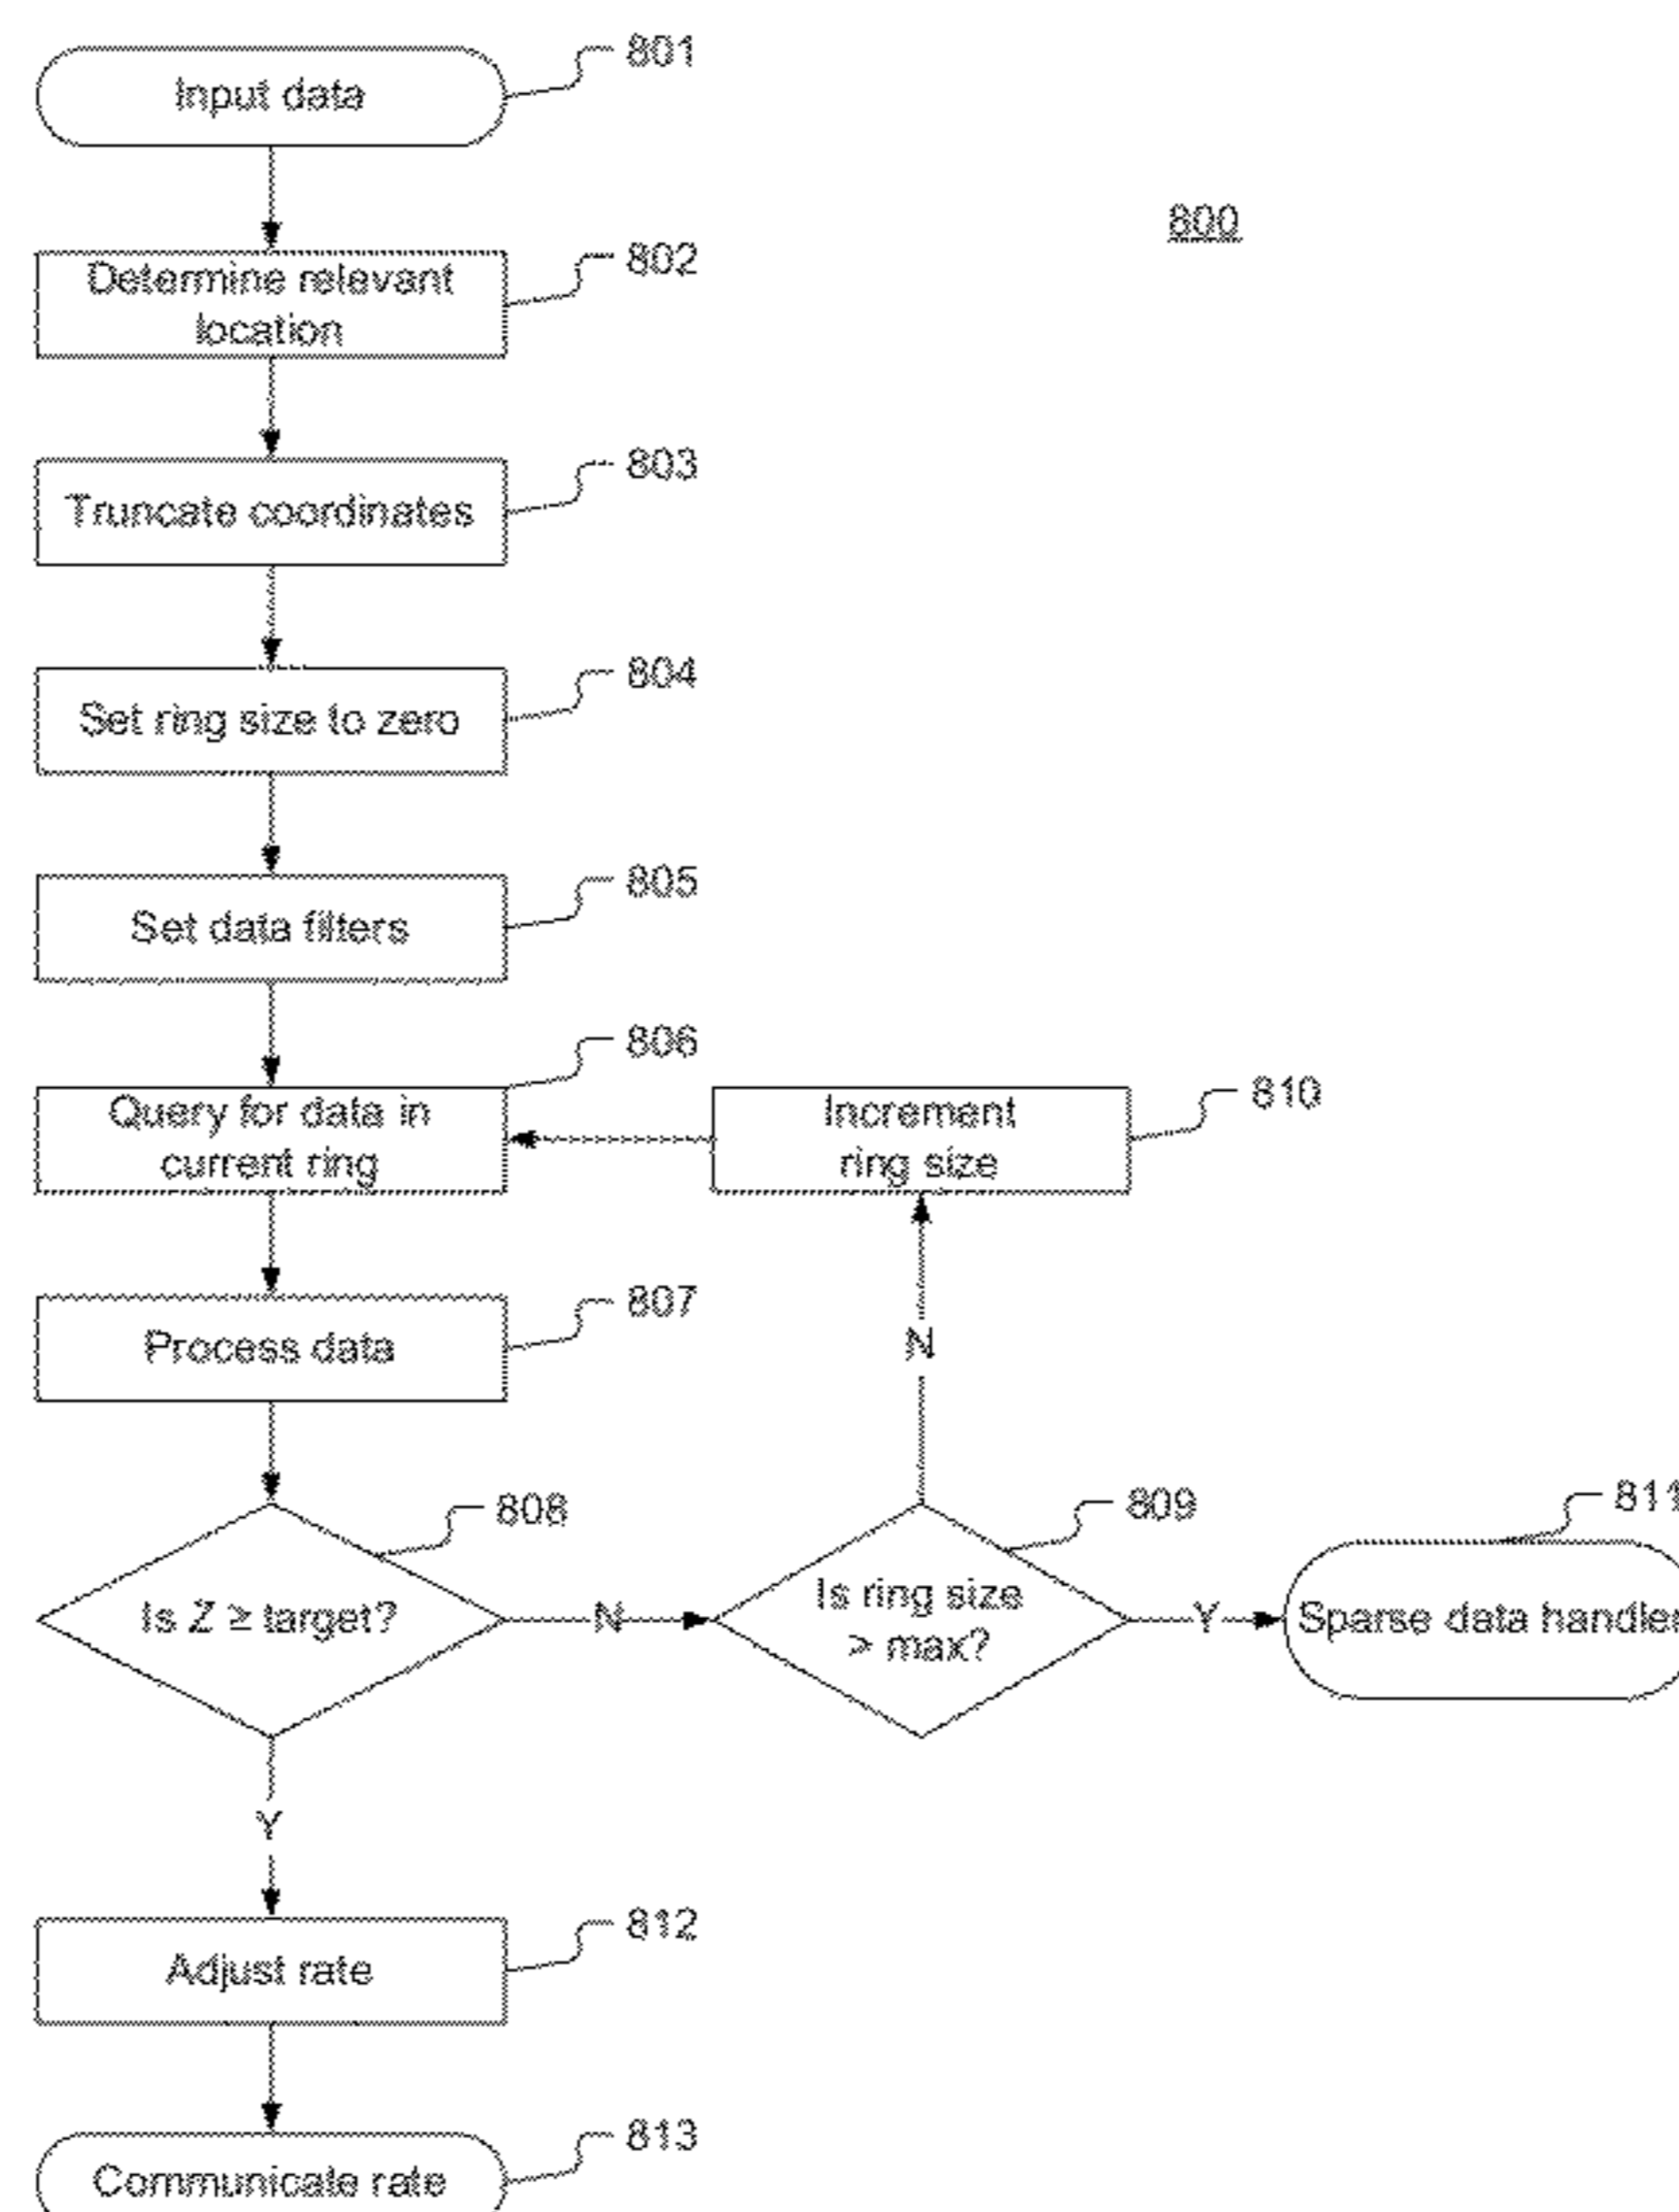 801
Input data
800
802
Determine relevant
location
803
Truncate coordinates
804
Set ring size to zero
805
Set data filters
806
Query for data in
current ring
810
Increment
ring size
807
Process data
N
808
Is Z ≥ target?
N
809
Is ring size
> max?
Y
811
Sparse data handler
Y
812
Adjust rate
813
Communicate rate